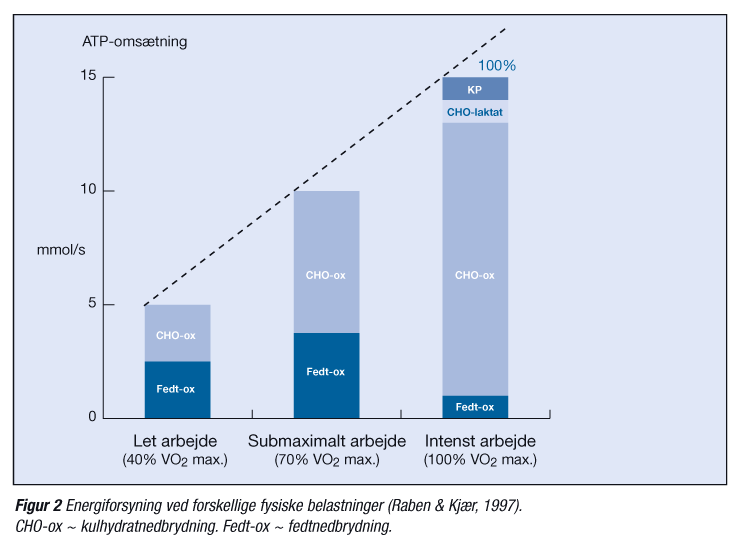 ATP-omsætning
15
10
mmol/s
5
0
100%
KP
CHO-laktat
CHO-ox
Fedt-ox
CHO-ox
Fedt-ox
CHO-ox
Fedt-ox
Let arbejde
(40% VO2 max.)
Submaximalt arbejde
(70% VO2 max.)
Intenst arbejde
(100% VO2 max.)
Figur 2 Energiforsyning ved forskellige fysiske belastninger (Raben & Kjær, 1997).
CHO-ox ~ kulhydratnedbrydning. Fedt-ox ~ fedtnedbrydning.